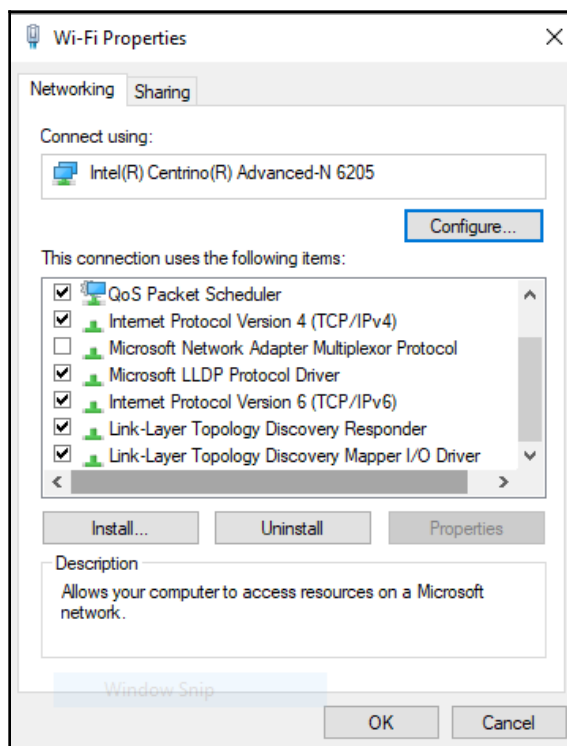 Wi-Fi Properties
Networking
Sharing
Connect using:
Intel(R) Centrino(R) Advanced-N 6205
Configure...
This connection uses the following items:
QoS Packet Scheduler
Internet Protocol Version 4 (TCP/IPv4)
Microsoft Network Adapter Multiplexor Protocol
Microsoft LLDP Protocol Driver
Internet Protocol Version 6 (TCP/IPv6)
Link-Layer Topology Discovery Responder
Link-Layer Topology Discovery Mapper I/O Driver
Install...
Uninstall
Properties
Description
Allows your computer to access resources on a Microsoft
network.
Window Snip
OK
Cancel